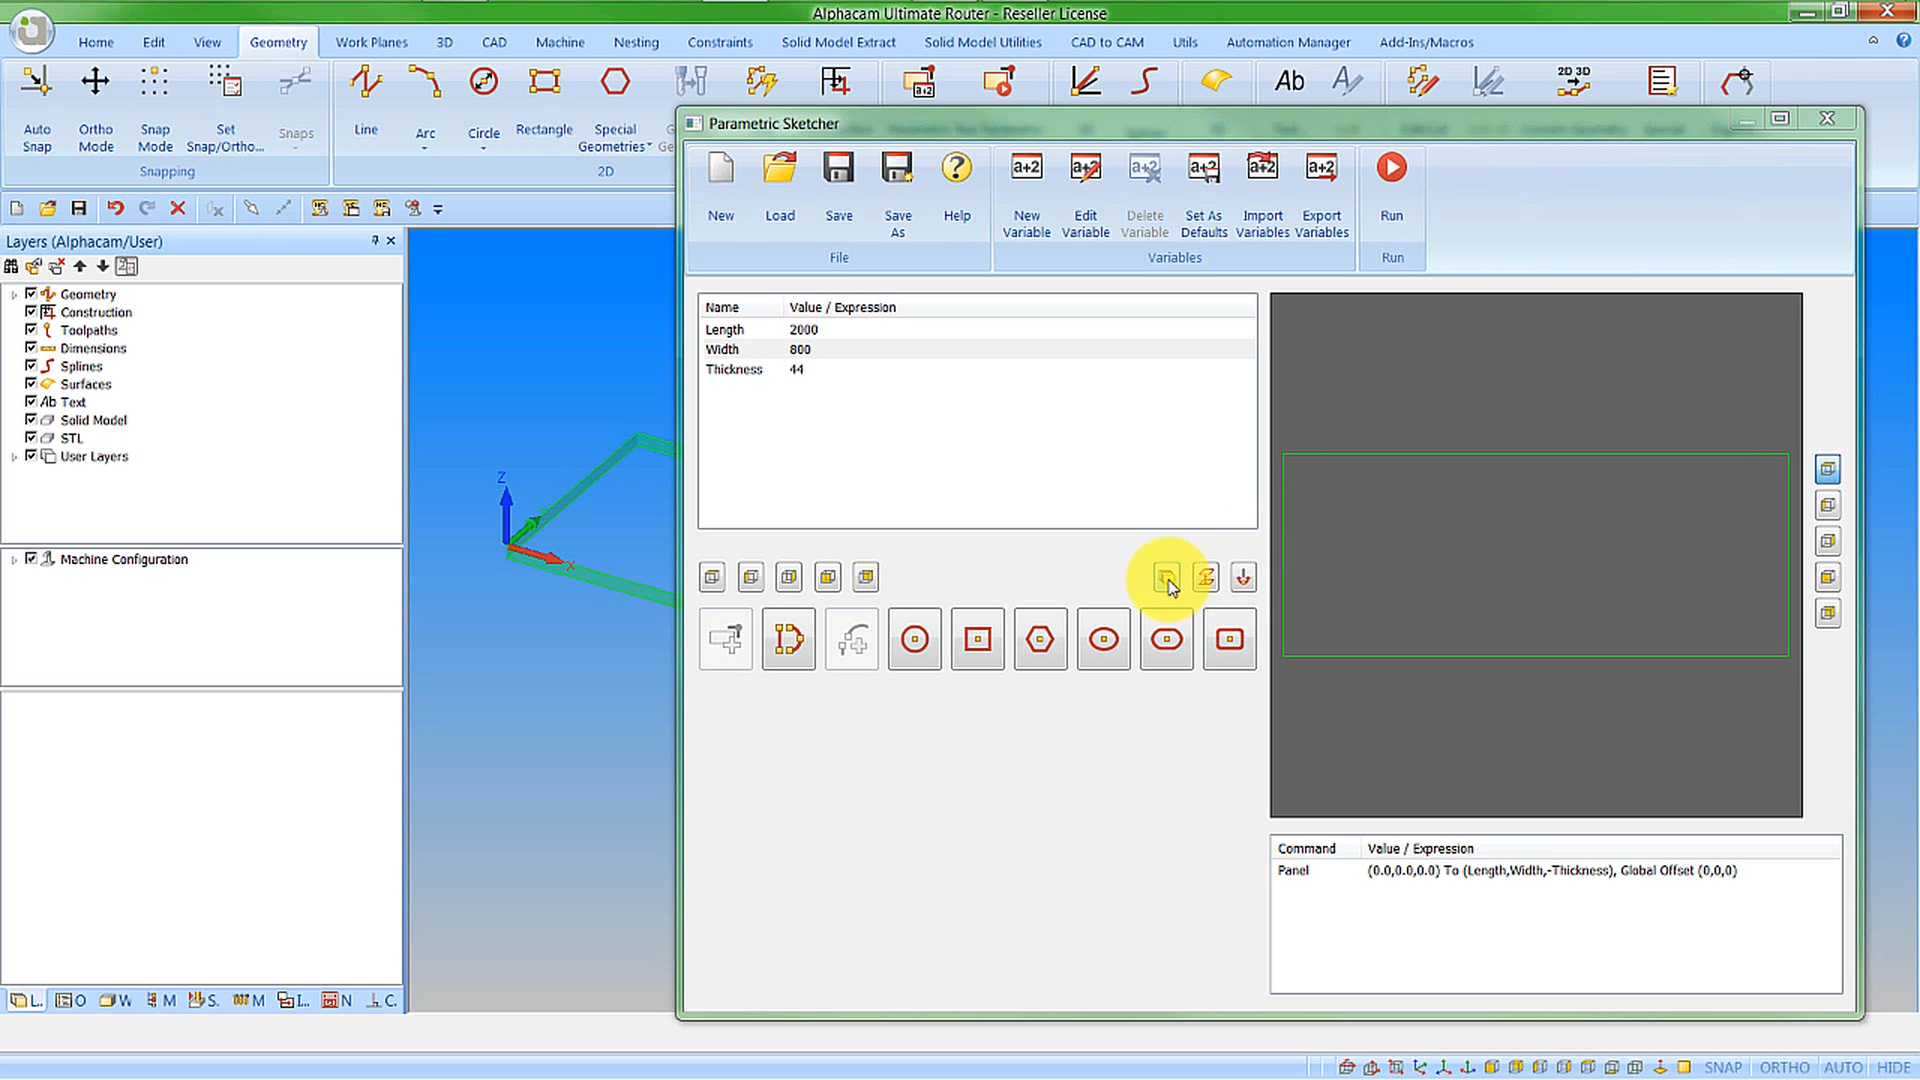 Alphacam Ultimate Router - Reseller License
Home Edit View Geometry Work Planes 3D CAD Machine Nesting Constraints Solid Model Extract Solid Model Utilities CAD to CAM Utils Automation Manager Add-Ins/Macros
Auto Snap
Ortho Mode
Snap Mode
Set Snap/Ortho...
Snaps
Line
Arc
Circle
Rectangle
Special Geometries
Snapping
2D
Ab
2D 3D
Parametric Sketcher
New
Load
Save
Save As
Help
New Variable
Edit Variable
Delete Variable
Set As Defaults
Import Variables
Export Variables
Run
File
Variables
Run
Layers (Alphacam/User)
Geometry
Construction
Toolpaths
Dimensions
Splines
Surfaces
Ab Text
Solid Model
STL
User Layers
Machine Configuration
L.. O W M S. M I... N C.
Z
X
Name Value / Expression
Length 2000
Width 800
Thickness 44
Command Value / Expression
Panel (0.0,0.0,0.0) To (Length,Width,-Thickness), Global Offset (0,0,0)
SNAP ORTHO AUTO HIDE